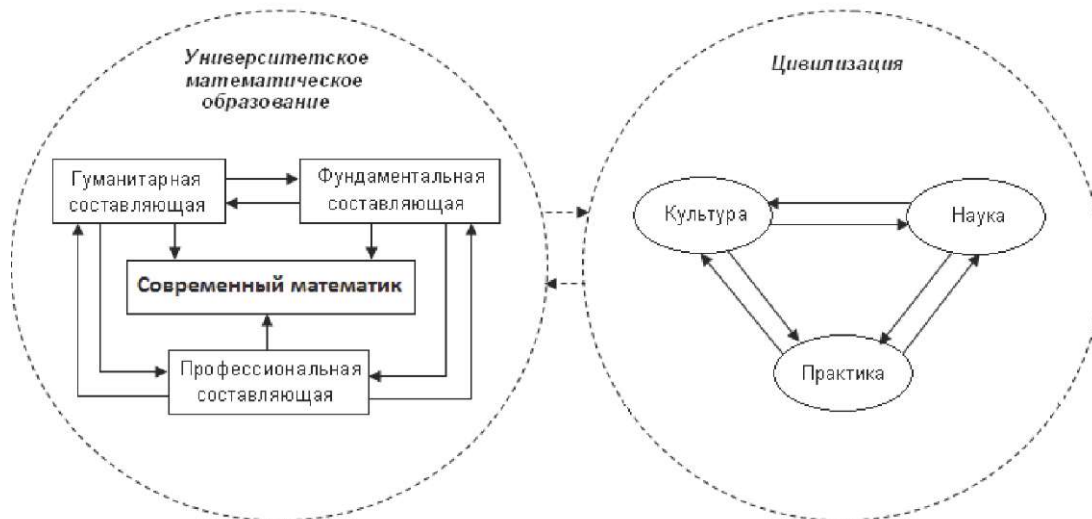 Университетское
математическое
образование
Гуманитарная
составляющая
Фундаментальная
составляющая
Современный математик
Профессиональная
составляющая
Цивилизация
Культура
Наука
Практика